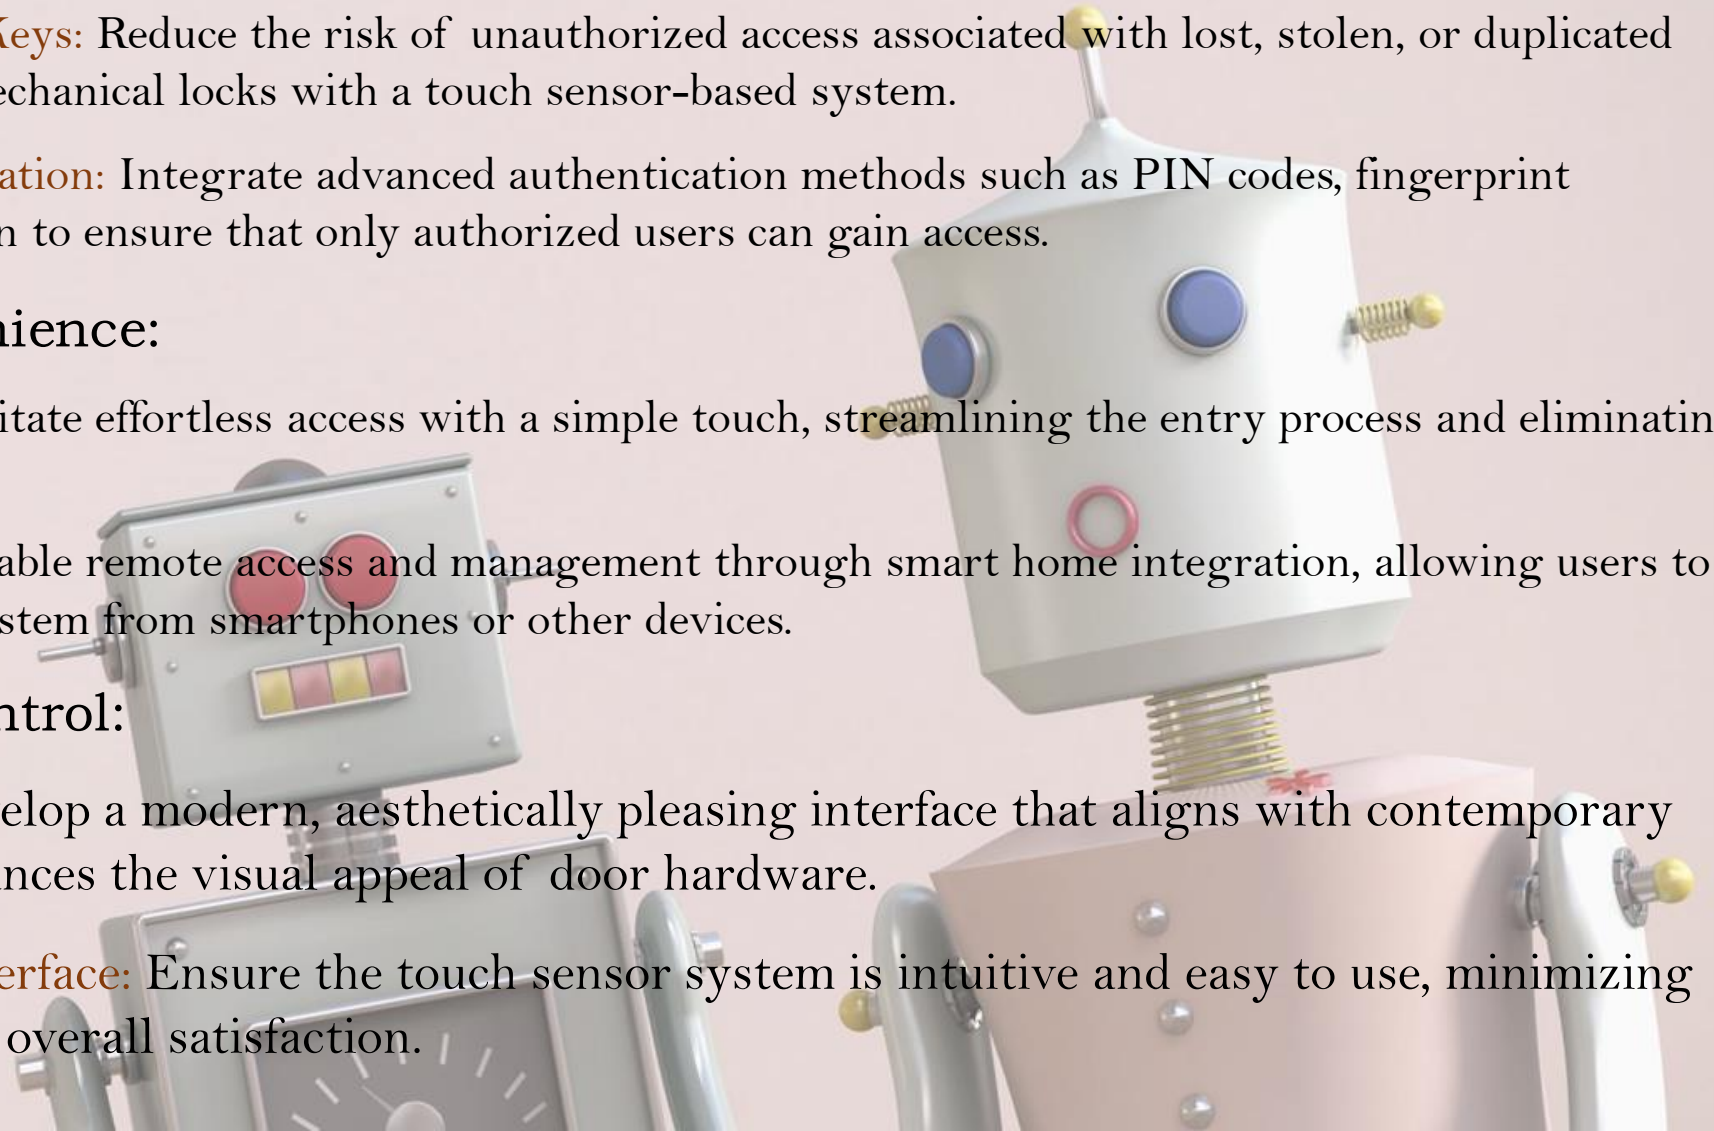 Keys: Reduce the risk of unauthorized access associated with lost, stolen, or duplicated
echanical locks with a touch sensor-based system.
ation: Integrate advanced authentication methods such as PIN codes, fingerprint
n to ensure that only authorized users can gain access.
nience:
itate effortless access with a simple touch, streamlining the entry process and eliminatin
able remote access and management through smart home integration, allowing users to
stem from smartphones or other devices.
ntrol:
elop a modern, aesthetically pleasing interface that aligns with contemporary
nces the visual appeal of door hardware.
erface: Ensure the touch sensor system is intuitive and easy to use, minimizing
overall satisfaction.